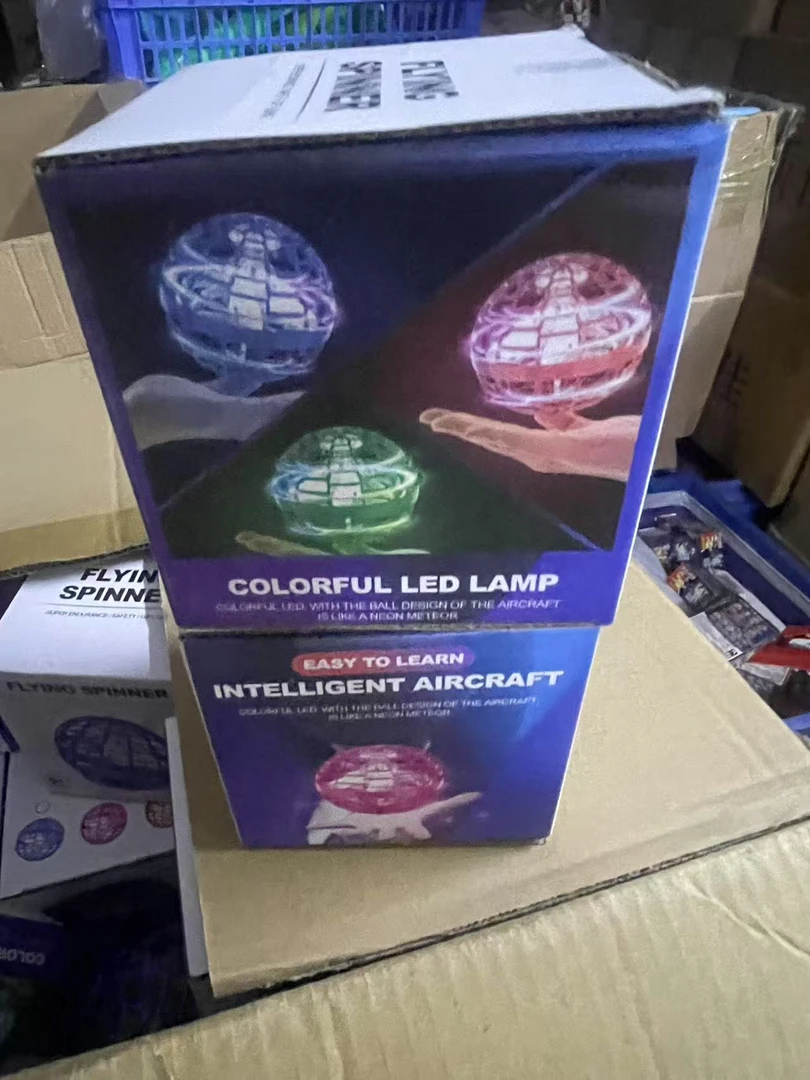 FLYING
SPINNER
COLORFUL LED LAMP
COLORFUL LED. WITH THE BALL DESIGN OF THE AIRCRAFT
IS LIKE A NEON METEOR
EASY TO LEARN
INTELLIGENT AIRCRAFT
COLORFUL LED. WITH THE BALL DESIGN OF THE AIRCRAFT
IS LIKE A NEON METEOR
FLYIN
SPINNE
FLYING SPINNER
COLO